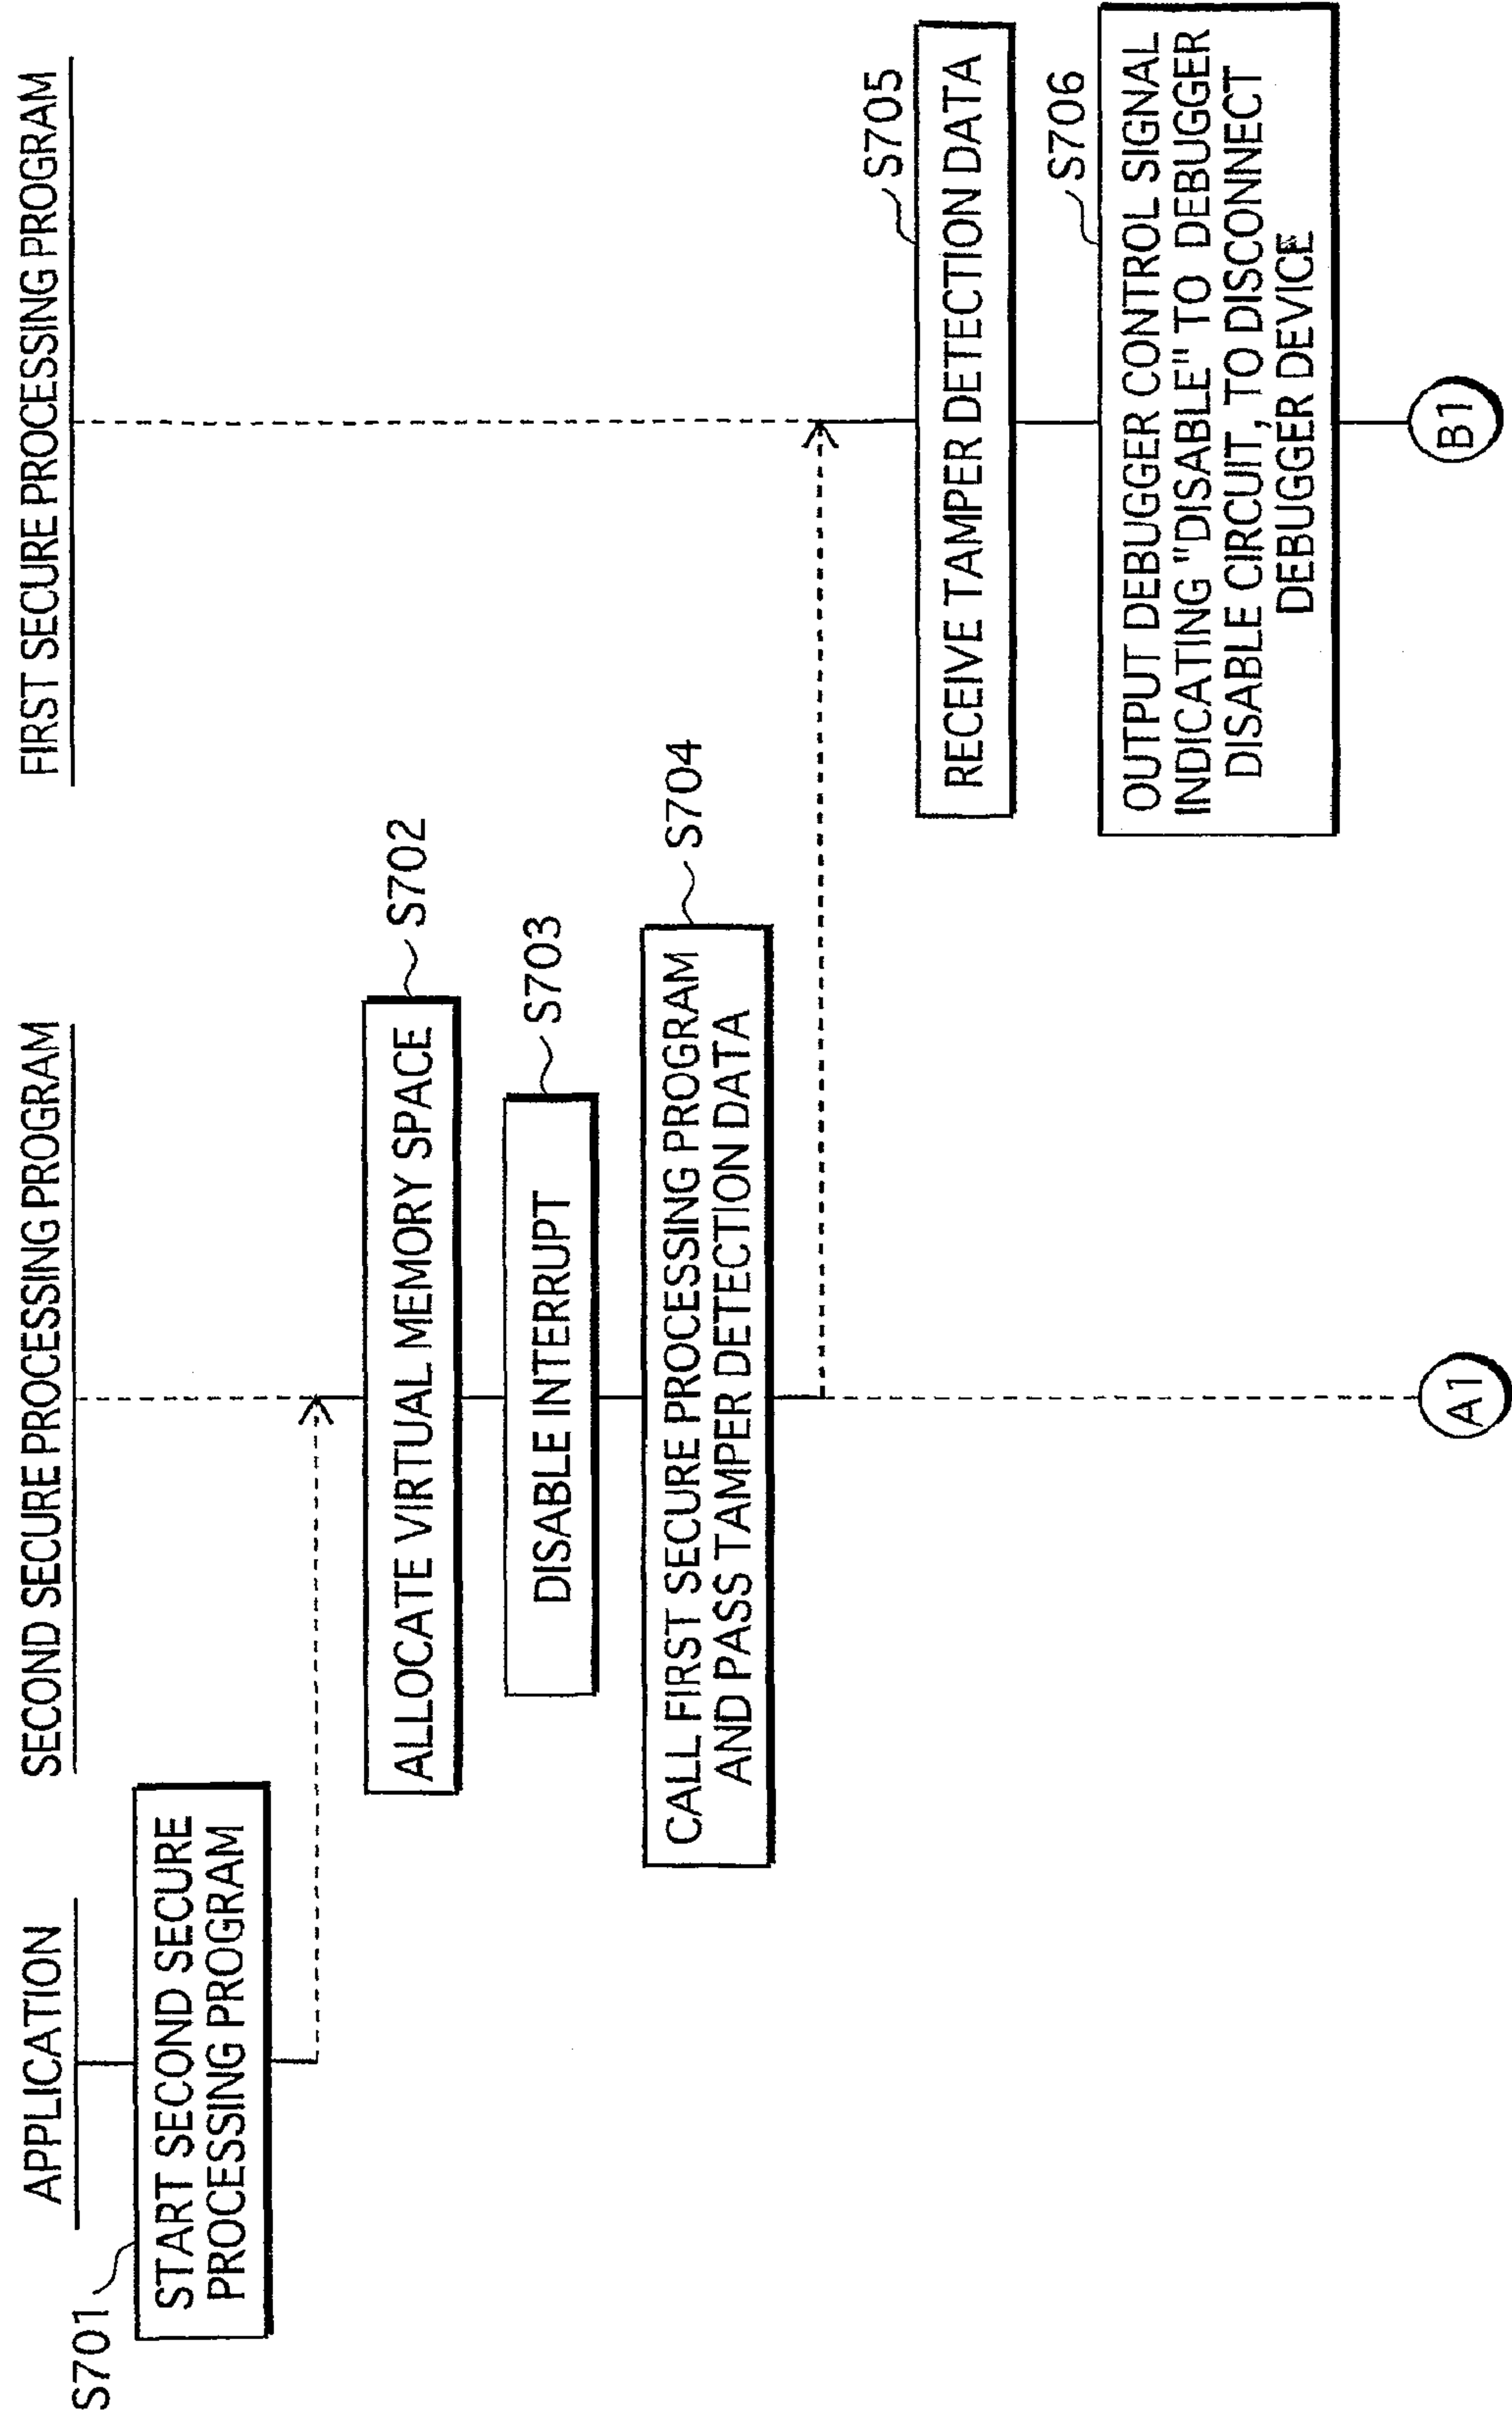 APPLICATION
SECOND SECURE PROCESSING PROGRAM
FIRST SECURE PROCESSING PROGRAM
S701
START SECOND SECURE
PROCESSING PROGRAM
S702
ALLOCATE VIRTUAL MEMORY SPACE
S703
DISABLE INTERRUPT
S704
CALL FIRST SECURE PROCESSING PROGRAM
AND PASS TAMPER DETECTION DATA
S705
RECEIVE TAMPER DETECTION DATA
S706
OUTPUT DEBUGGER CONTROL SIGNAL
INDICATING "DISABLE" TO DEBUGGER
DISABLE CIRCUIT, TO DISCONNECT
DEBUGGER DEVICE
A1
B1